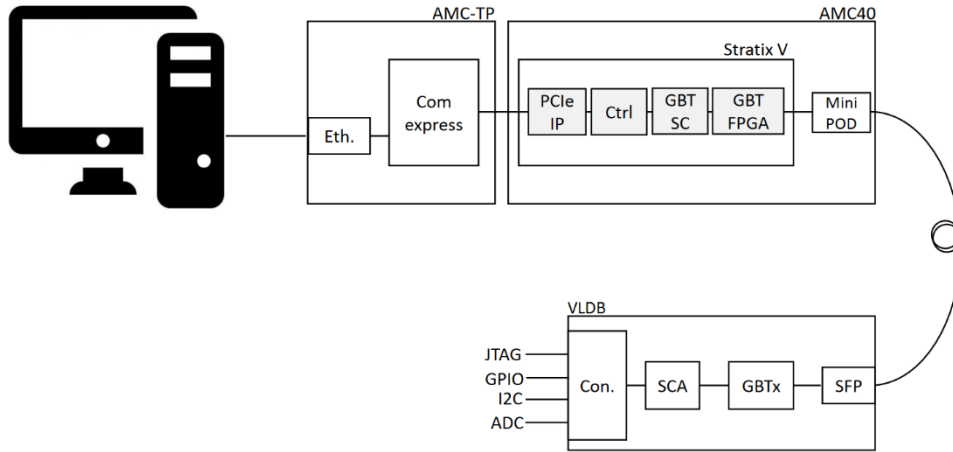 AMC-TP
AMC40
Stratix V
Com
express
Eth.
PCIe
IP
Ctrl
GBT
SC
GBT
FPGA
Mini
POD
VLDB
JTAG
GPIO
I2C
ADC
Con.
SCA
GBTx
SFP